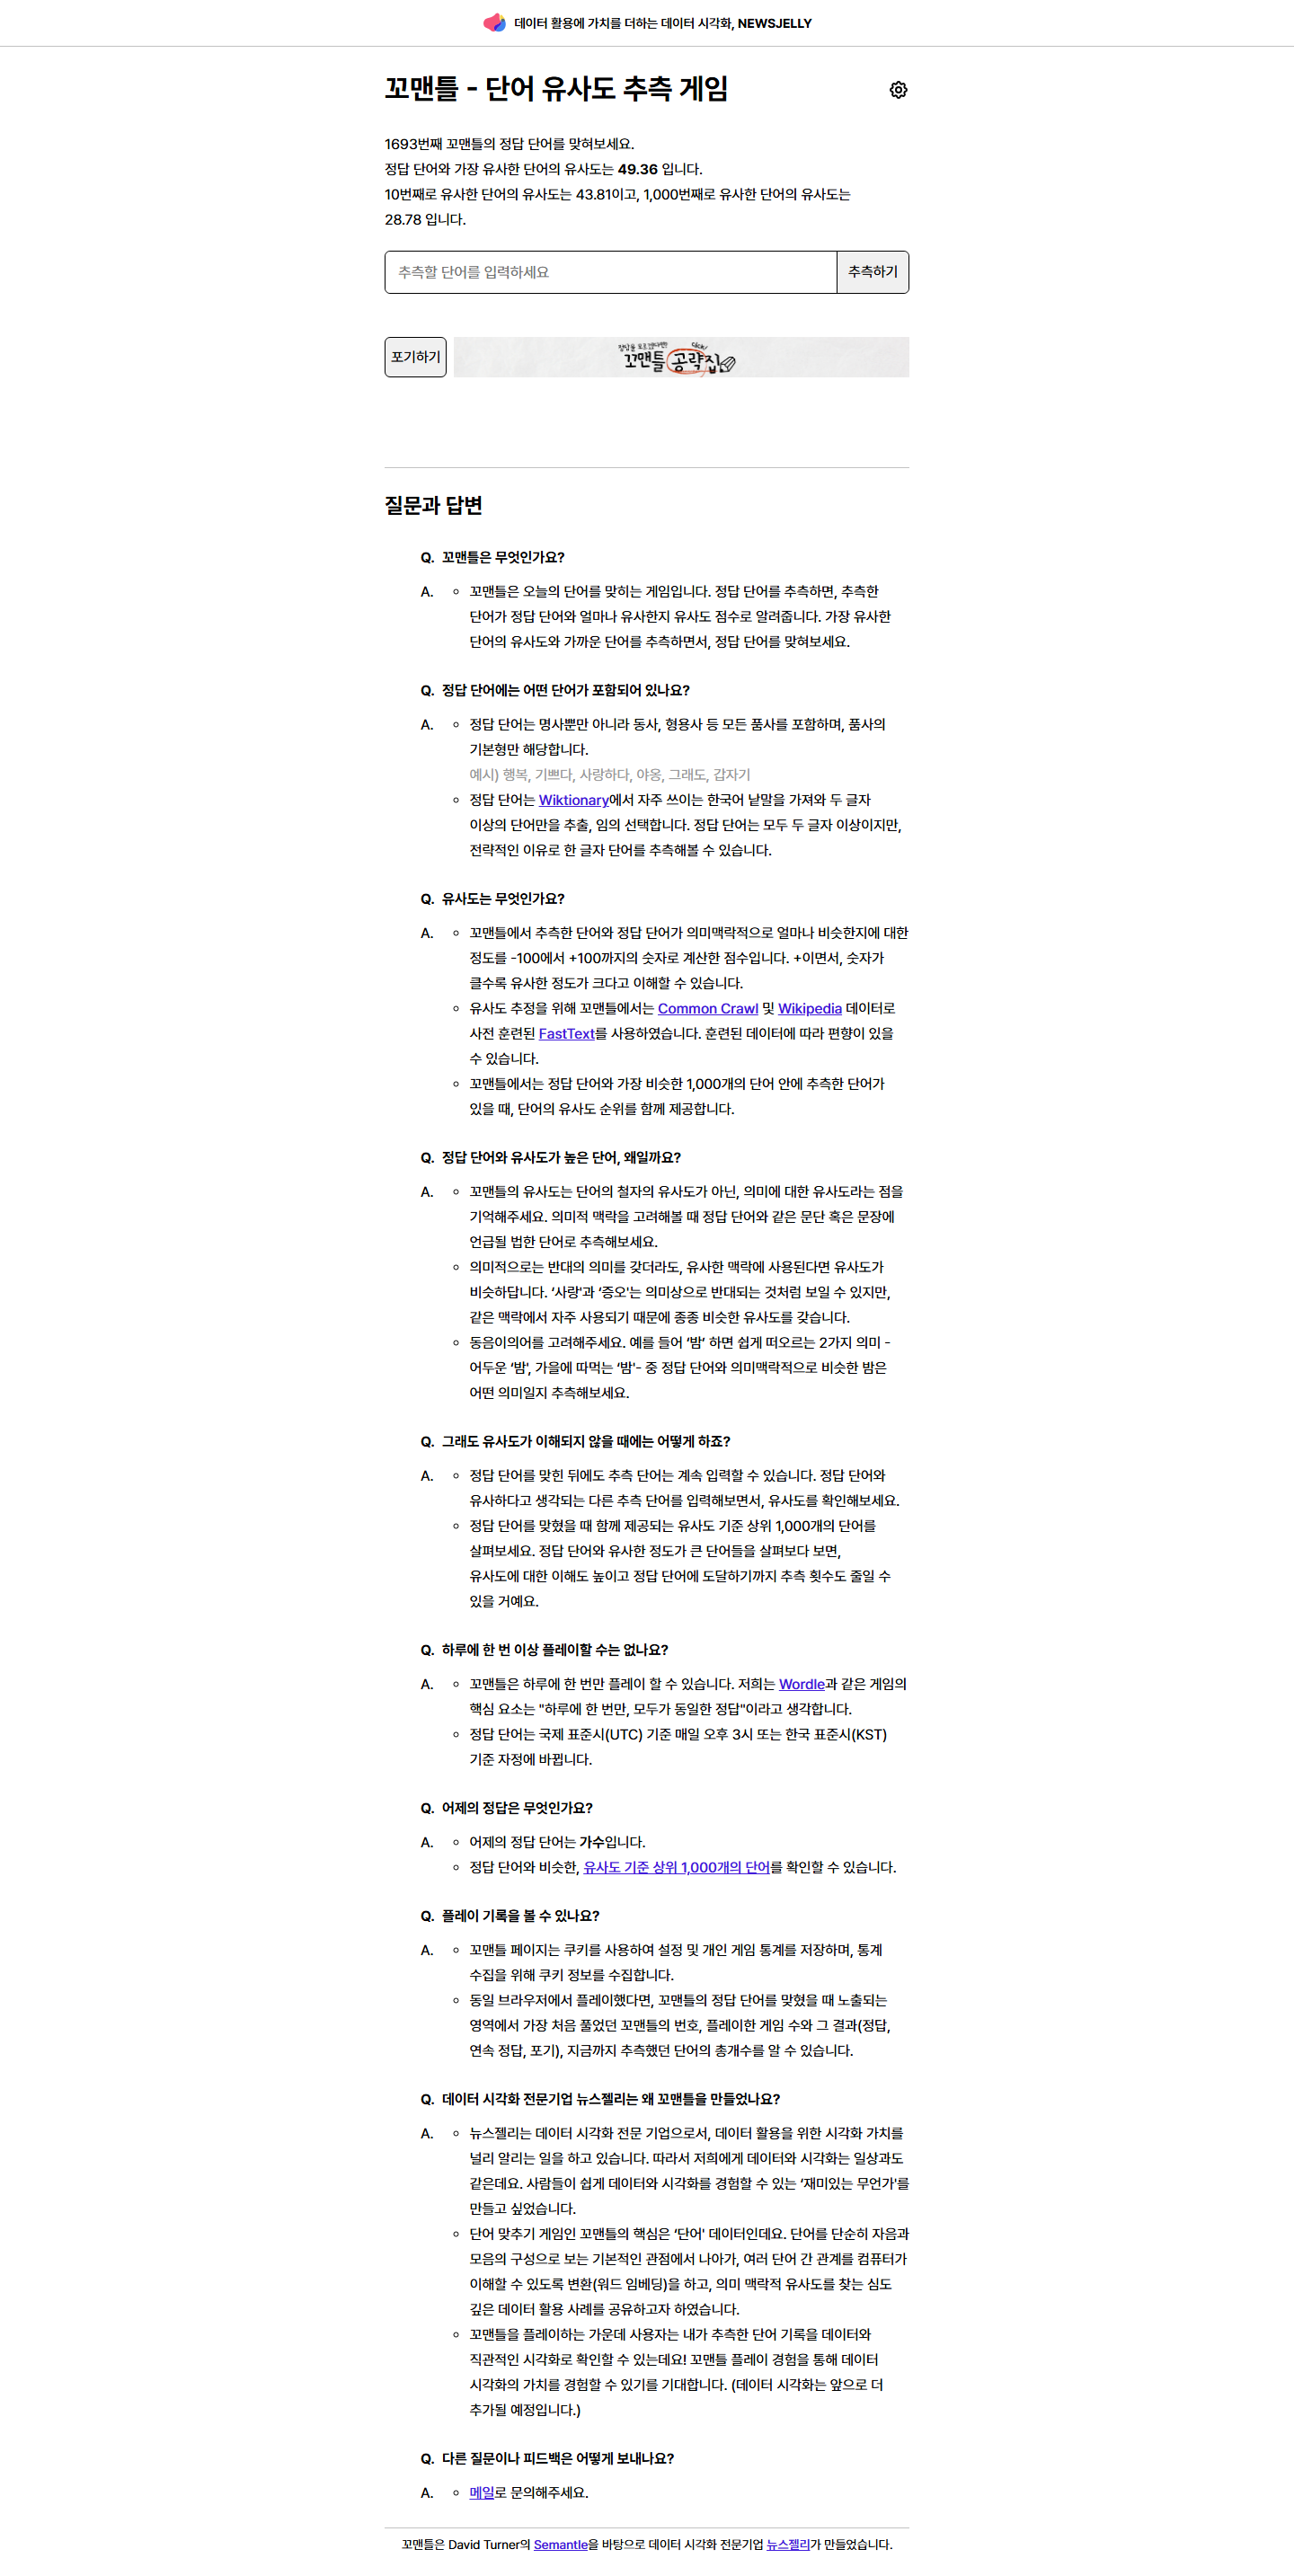 데이터 활용에 가치를 더하는 데이터 시각화, NEWSJELLY
꼬맨틀 - 단어 유사도 추측 게임
1693번째 꼬맨틀의 정답 단어를 맞혀보세요.
정답 단어와 가장 유사한 단어의 유사도는 49.36 입니다.
10번째로 유사한 단어의 유사도는 43.81이고, 1,000번째로 유사한 단어의 유사도는
28.78 입니다.
추측할 단어를 입력하세요
추측하기
포기하기
정답을 모르겠다면? click!
꼬맨틀 공략집
질문과 답변
Q. 꼬맨틀은 무엇인가요?
A. ◦ 꼬맨틀은 오늘의 단어를 맞히는 게임입니다. 정답 단어를 추측하면, 추측한
단어가 정답 단어와 얼마나 유사한지 유사도 점수로 알려줍니다. 가장 유사한
단어의 유사도와 가까운 단어를 추측하면서, 정답 단어를 맞혀보세요.
Q. 정답 단어에는 어떤 단어가 포함되어 있나요?
A. ◦ 정답 단어는 명사뿐만 아니라 동사, 형용사 등 모든 품사를 포함하며, 품사의
기본형만 해당합니다.
예시) 행복, 기쁘다, 사랑하다, 야옹, 그래도, 갑자기
◦ 정답 단어는 Wiktionary에서 자주 쓰이는 한국어 낱말을 가져와 두 글자
이상의 단어만을 추출, 임의 선택합니다. 정답 단어는 모두 두 글자 이상이지만,
전략적인 이유로 한 글자 단어를 추측해볼 수 있습니다.
Q. 유사도는 무엇인가요?
A. ◦ 꼬맨틀에서 추측한 단어와 정답 단어가 의미맥락적으로 얼마나 비슷한지에 대한
정도를 -100에서 +100까지의 숫자로 계산한 점수입니다. +이면서, 숫자가
클수록 유사한 정도가 크다고 이해할 수 있습니다.
◦ 유사도 추정을 위해 꼬맨틀에서는 Common Crawl 및 Wikipedia 데이터로
사전 훈련된 FastText를 사용하였습니다. 훈련된 데이터에 따라 편향이 있을
수 있습니다.
◦ 꼬맨틀에서는 정답 단어와 가장 비슷한 1,000개의 단어 안에 추측한 단어가
있을 때, 단어의 유사도 순위를 함께 제공합니다.
Q. 정답 단어와 유사도가 높은 단어, 왜일까요?
A. ◦ 꼬맨틀의 유사도는 단어의 철자의 유사도가 아닌, 의미에 대한 유사도라는 점을
기억해주세요. 의미적 맥락을 고려해볼 때 정답 단어와 같은 문단 혹은 문장에
언급될 법한 단어로 추측해보세요.
◦ 의미적으로는 반대의 의미를 갖더라도, 유사한 맥락에 사용된다면 유사도가
비슷하답니다. ‘사랑'과 ‘증오'는 의미상으로 반대되는 것처럼 보일 수 있지만,
같은 맥락에서 자주 사용되기 때문에 종종 비슷한 유사도를 갖습니다.
◦ 동음이의어를 고려해주세요. 예를 들어 ‘밤‘ 하면 쉽게 떠오르는 2가지 의미 -
어두운 ‘밤', 가을에 따먹는 ‘밤'- 중 정답 단어와 의미맥락적으로 비슷한 밤은
어떤 의미일지 추측해보세요.
Q. 그래도 유사도가 이해되지 않을 때에는 어떻게 하죠?
A. ◦ 정답 단어를 맞힌 뒤에도 추측 단어는 계속 입력할 수 있습니다. 정답 단어와
유사하다고 생각되는 다른 추측 단어를 입력해보면서, 유사도를 확인해보세요.
◦ 정답 단어를 맞혔을 때 함께 제공되는 유사도 기준 상위 1,000개의 단어를
살펴보세요. 정답 단어와 유사한 정도가 큰 단어들을 살펴보다 보면,
유사도에 대한 이해도 높이고 정답 단어에 도달하기까지 추측 횟수도 줄일 수
있을 거예요.
Q. 하루에 한 번 이상 플레이할 수는 없나요?
A. ◦ 꼬맨틀은 하루에 한 번만 플레이 할 수 있습니다. 저희는 Wordle과 같은 게임의
핵심 요소는 "하루에 한 번만, 모두가 동일한 정답"이라고 생각합니다.
◦ 정답 단어는 국제 표준시(UTC) 기준 매일 오후 3시 또는 한국 표준시(KST)
기준 자정에 바뀝니다.
Q. 어제의 정답은 무엇인가요?
A. ◦ 어제의 정답 단어는 가수입니다.
◦ 정답 단어와 비슷한, 유사도 기준 상위 1,000개의 단어를 확인할 수 있습니다.
Q. 플레이 기록을 볼 수 있나요?
A. ◦ 꼬맨틀 페이지는 쿠키를 사용하여 설정 및 개인 게임 통계를 저장하며, 통계
수집을 위해 쿠키 정보를 수집합니다.
◦ 동일 브라우저에서 플레이했다면, 꼬맨틀의 정답 단어를 맞혔을 때 노출되는
영역에서 가장 처음 풀었던 꼬맨틀의 번호, 플레이한 게임 수와 그 결과(정답,
연속 정답, 포기), 지금까지 추측했던 단어의 총개수를 알 수 있습니다.
Q. 데이터 시각화 전문기업 뉴스젤리는 왜 꼬맨틀을 만들었나요?
A. ◦ 뉴스젤리는 데이터 시각화 전문 기업으로서, 데이터 활용을 위한 시각화 가치를
널리 알리는 일을 하고 있습니다. 따라서 저희에게 데이터와 시각화는 일상과도
같은데요. 사람들이 쉽게 데이터와 시각화를 경험할 수 있는 ‘재미있는 무언가'를
만들고 싶었습니다.
◦ 단어 맞추기 게임인 꼬맨틀의 핵심은 ‘단어' 데이터인데요. 단어를 단순히 자음과
모음의 구성으로 보는 기본적인 관점에서 나아가, 여러 단어 간 관계를 컴퓨터가
이해할 수 있도록 변환(워드 임베딩)을 하고, 의미 맥락적 유사도를 찾는 심도
깊은 데이터 활용 사례를 공유하고자 하였습니다.
◦ 꼬맨틀을 플레이하는 가운데 사용자는 내가 추측한 단어 기록을 데이터와
직관적인 시각화로 확인할 수 있는데요! 꼬맨틀 플레이 경험을 통해 데이터
시각화의 가치를 경험할 수 있기를 기대합니다. (데이터 시각화는 앞으로 더
추가될 예정입니다.)
Q. 다른 질문이나 피드백은 어떻게 보내나요?
A. ◦ 메일로 문의해주세요.
꼬맨틀은 David Turner의 Semantle을 바탕으로 데이터 시각화 전문기업 뉴스젤리가 만들었습니다.